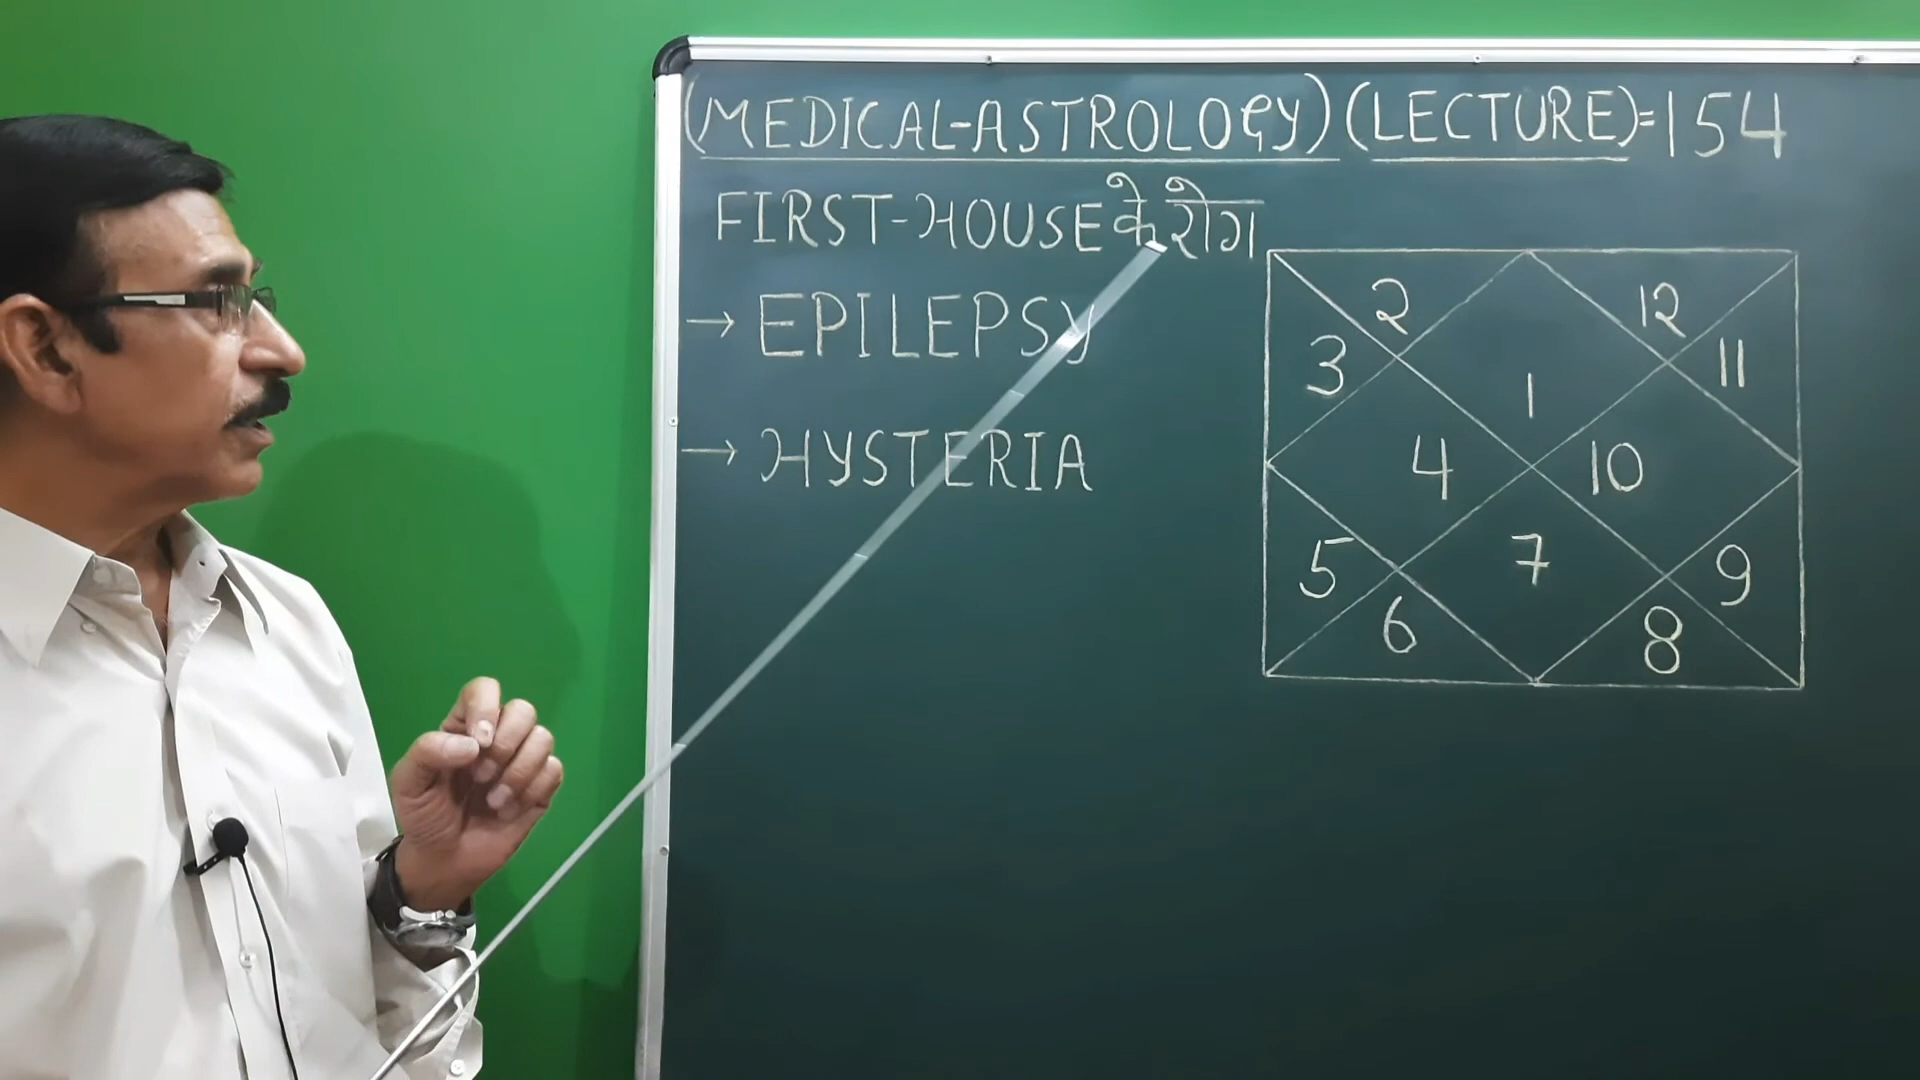 (MEDICAL-ASTROLOGY) (LECTURE)=154
FIRST-HOUSE के रोग
→ EPILEPSY
→ HYSTERIA
2 12
3 11
1
4 10
5 7 9
6 8